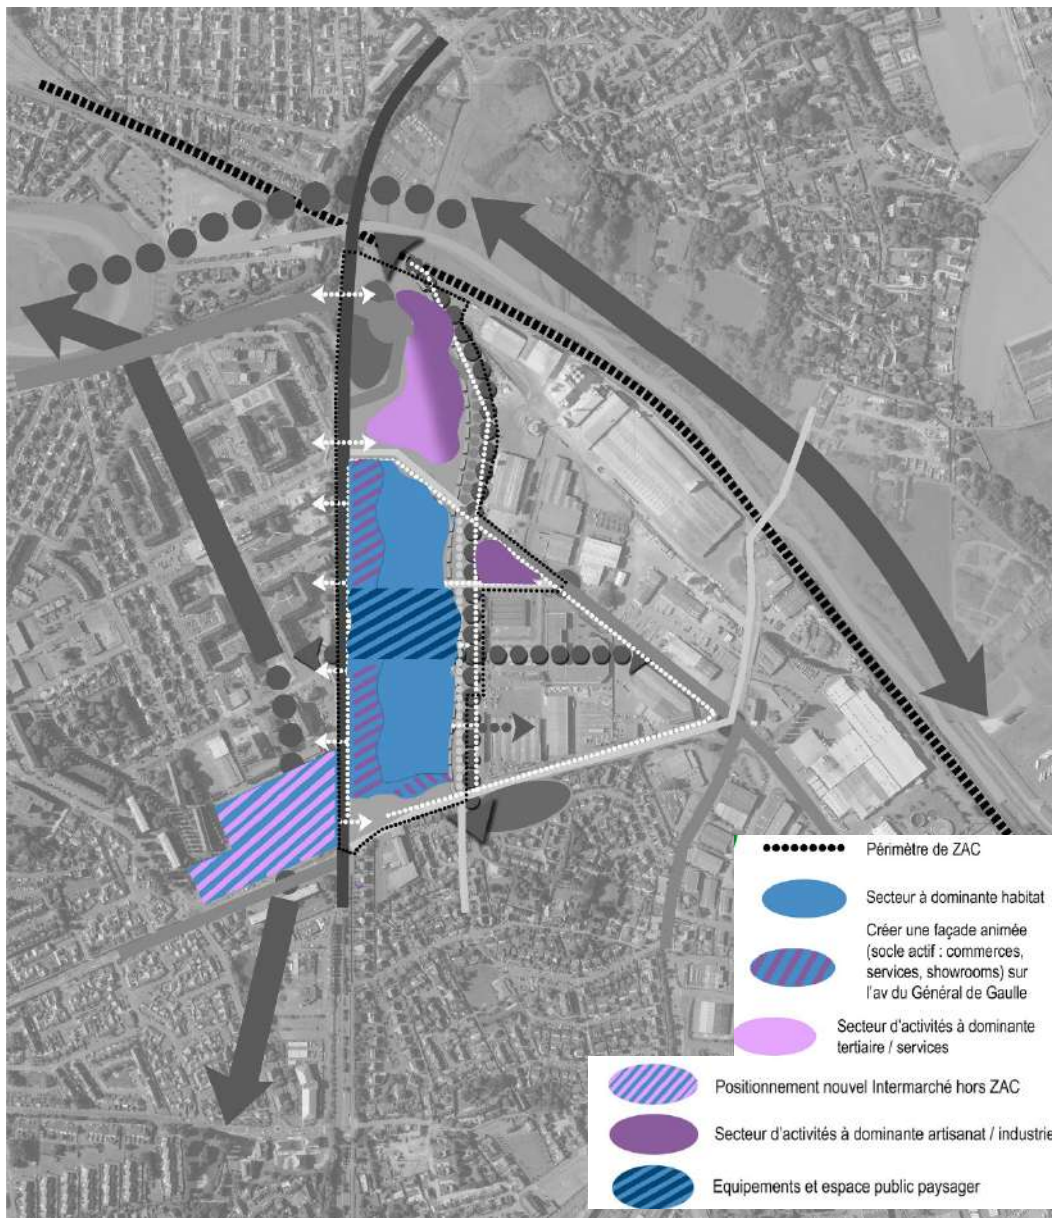 Périmètre de ZAC
Secteur à dominante habitat
Créer une façade animée
(socle actif : commerces,
services, showrooms) sur
l'av du Général de Gaulle
Secteur d'activités à dominante
tertiaire / services
Positionnement nouvel Intermarché hors ZAC
Secteur d'activités à dominante artisanat / industrie
Equipements et espace public paysager